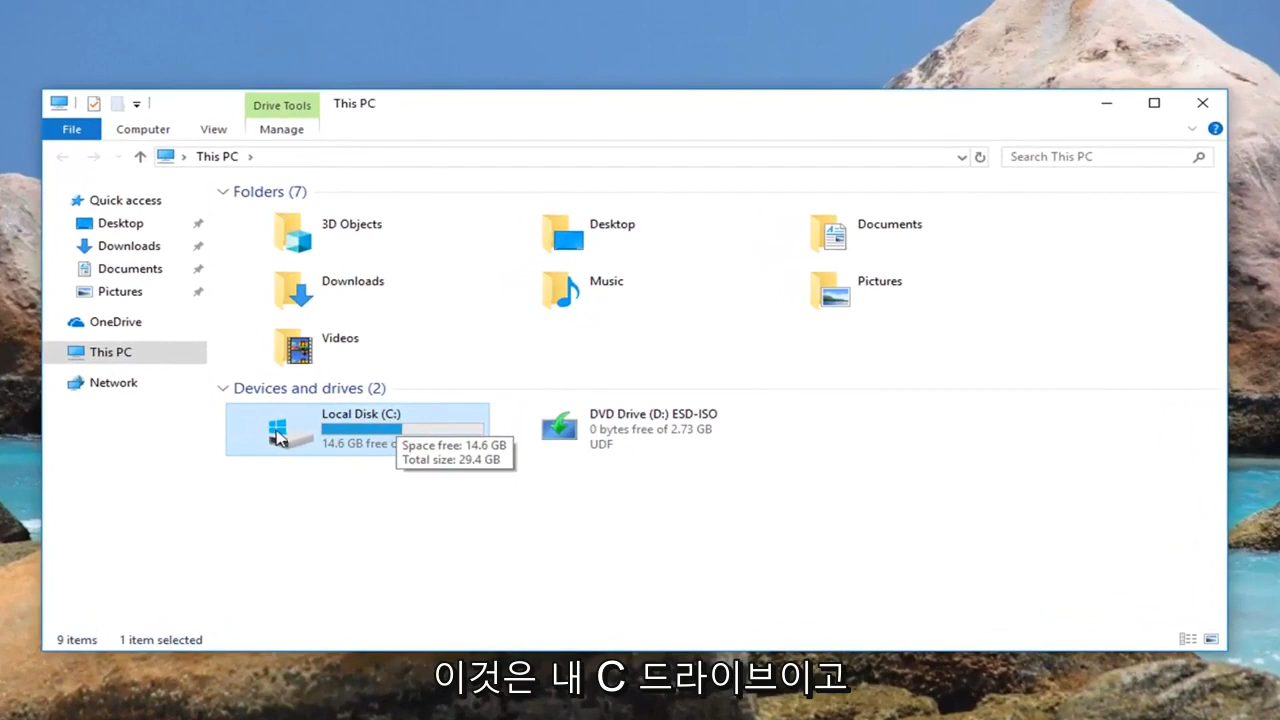 Drive Tools
This PC
File
Computer
View
Manage
This PC
Search This PC
Quick access
Desktop
Downloads
Documents
Pictures
OneDrive
This PC
Network
Folders (7)
3D Objects
Desktop
Documents
Downloads
Music
Pictures
Videos
Devices and drives (2)
Local Disk (C:)
14.6 GB free
Space free: 14.6 GB
Total size: 29.4 GB
DVD Drive (D:) ESD-ISO
0 bytes free of 2.73 GB
UDF
9 items
1 item selected
이것은 내 C 드라이브이고